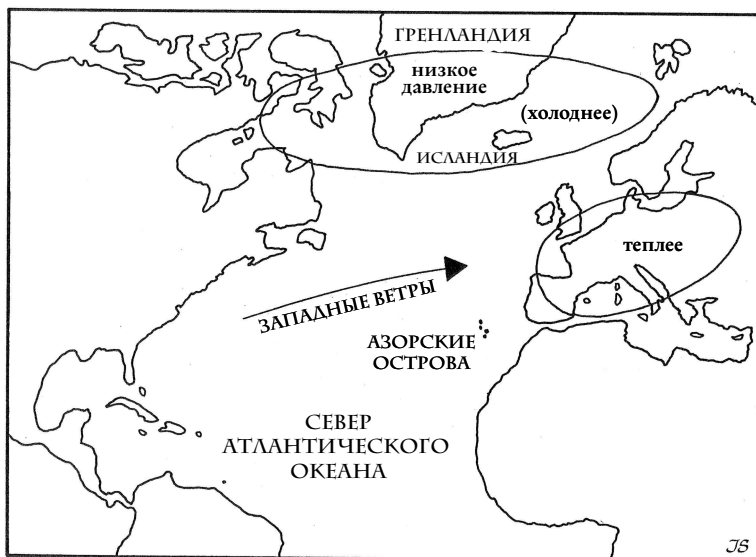 ГРЕНЛАНДИЯ
низкое
давление
(холоднее)
ИСЛАНДИЯ
теплее
ЗАПАДНЫЕ ВЕТРЫ
АЗОРСКИЕ
ОСТРОВА
СЕВЕР
АТЛАНТИЧЕСКОГО
ОКЕАНА
JS